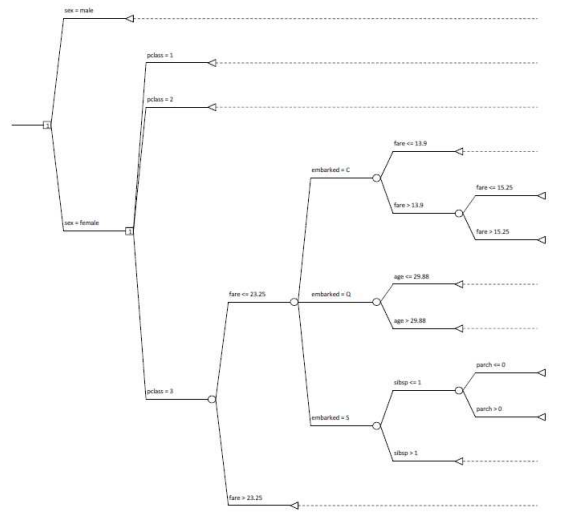 sex = male
pclass = 1
pclass = 2
fare <= 13.9
embarked = C
fare <= 15.25
fare > 13.9
sex = female
fare > 15.25
age <= 29.88
fare <= 23.25
embarked = Q
age > 29.88
parch <= 0
sibsp <= 1
pclass = 3
parch > 0
embarked = S
sibsp > 1
fare > 23.25